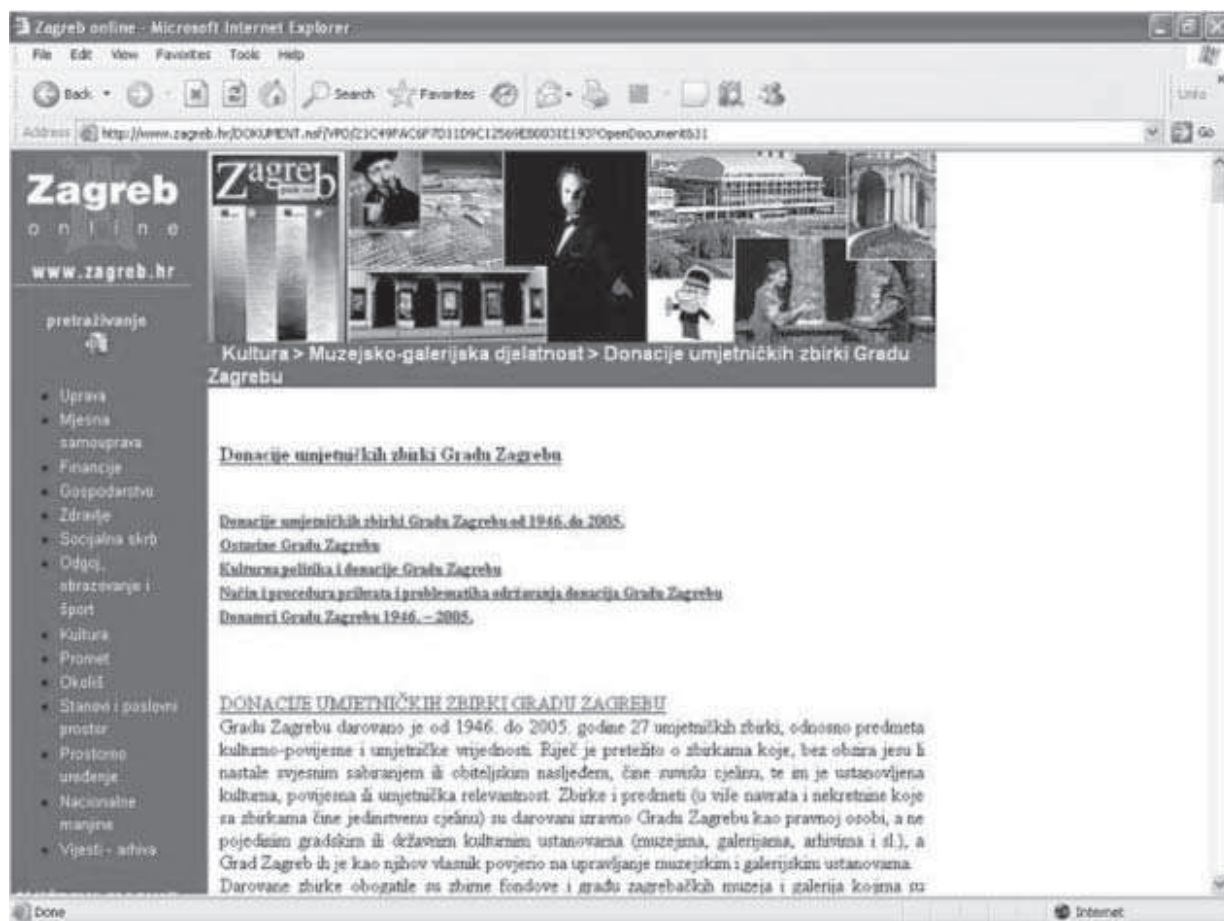 Zagreb online - Microsoft Internet Explorer
File Edit View Favorites Tools Help
Back Search Favorites
Address http://www.zagreb.hr/DOKUMENT.nsf/VPD/ Go
Zagreb
online
www.zagreb.hr
pretraživanje
Uprava
Mjesna
samouprava
Financije
Gospodarstvo
Zdravlje
Socijalna skrb
Odgoj,
obrazovanje i
šport
Kultura
Promet
Okoliš
Stanovi i poslovni
prostor
Prostorno
uređenje
Nacionalne
manjine
Vijesti - arhiva
Zagreb
Kultura > Muzejsko-galerijska djelatnost > Donacije umjetničkih zbirki Gradu
Zagrebu
Donacije umjetničkih zbirki Gradu Zagrebu
Donacije umjetničkih zbirki Gradu Zagrebu od 1946. do 2005.
Ostavine Gradu Zagrebu
Kulturna politika i donacije Gradu Zagrebu
Način i procedura prihvata i problematika održavanja donacija Gradu Zagrebu
Donatori Gradu Zagrebu 1946. – 2005.
DONACIJE UMJETNIČKIH ZBIRKI GRADU ZAGREBU
Gradu Zagrebu darovano je od 1946. do 2005. godine 27 umjetničkih zbirki, odnosno predmeta
kulturno-povijesne i umjetničke vrijednosti. Riječ je pretežito o zbirkama koje, bez obzira jesu li
nastale svjesnim sabiranjem ili obiteljskim nasljeđem, čine suvislu cjelinu, te im je ustanovljena
kulturna, povijesna ili umjetnička relevantnost. Zbirke i predmeti (u više navrata i nekretnine koje
sa zbirkama čine jedinstvenu cjelinu) su darovani izravno Gradu Zagrebu kao pravnoj osobi, a ne
pojedinim gradskim ili državnim kulturnim ustanovama (muzejima, galerijama, arhivima i sl.), a
Grad Zagreb ih je kao njihov vlasnik povjerio na upravljanje muzejskim i galerijskim ustanovama.
Darovane zbirke obogatile su zbirne fondove i građu zagrebačkih muzeja i galerija kojima su
Done Internet